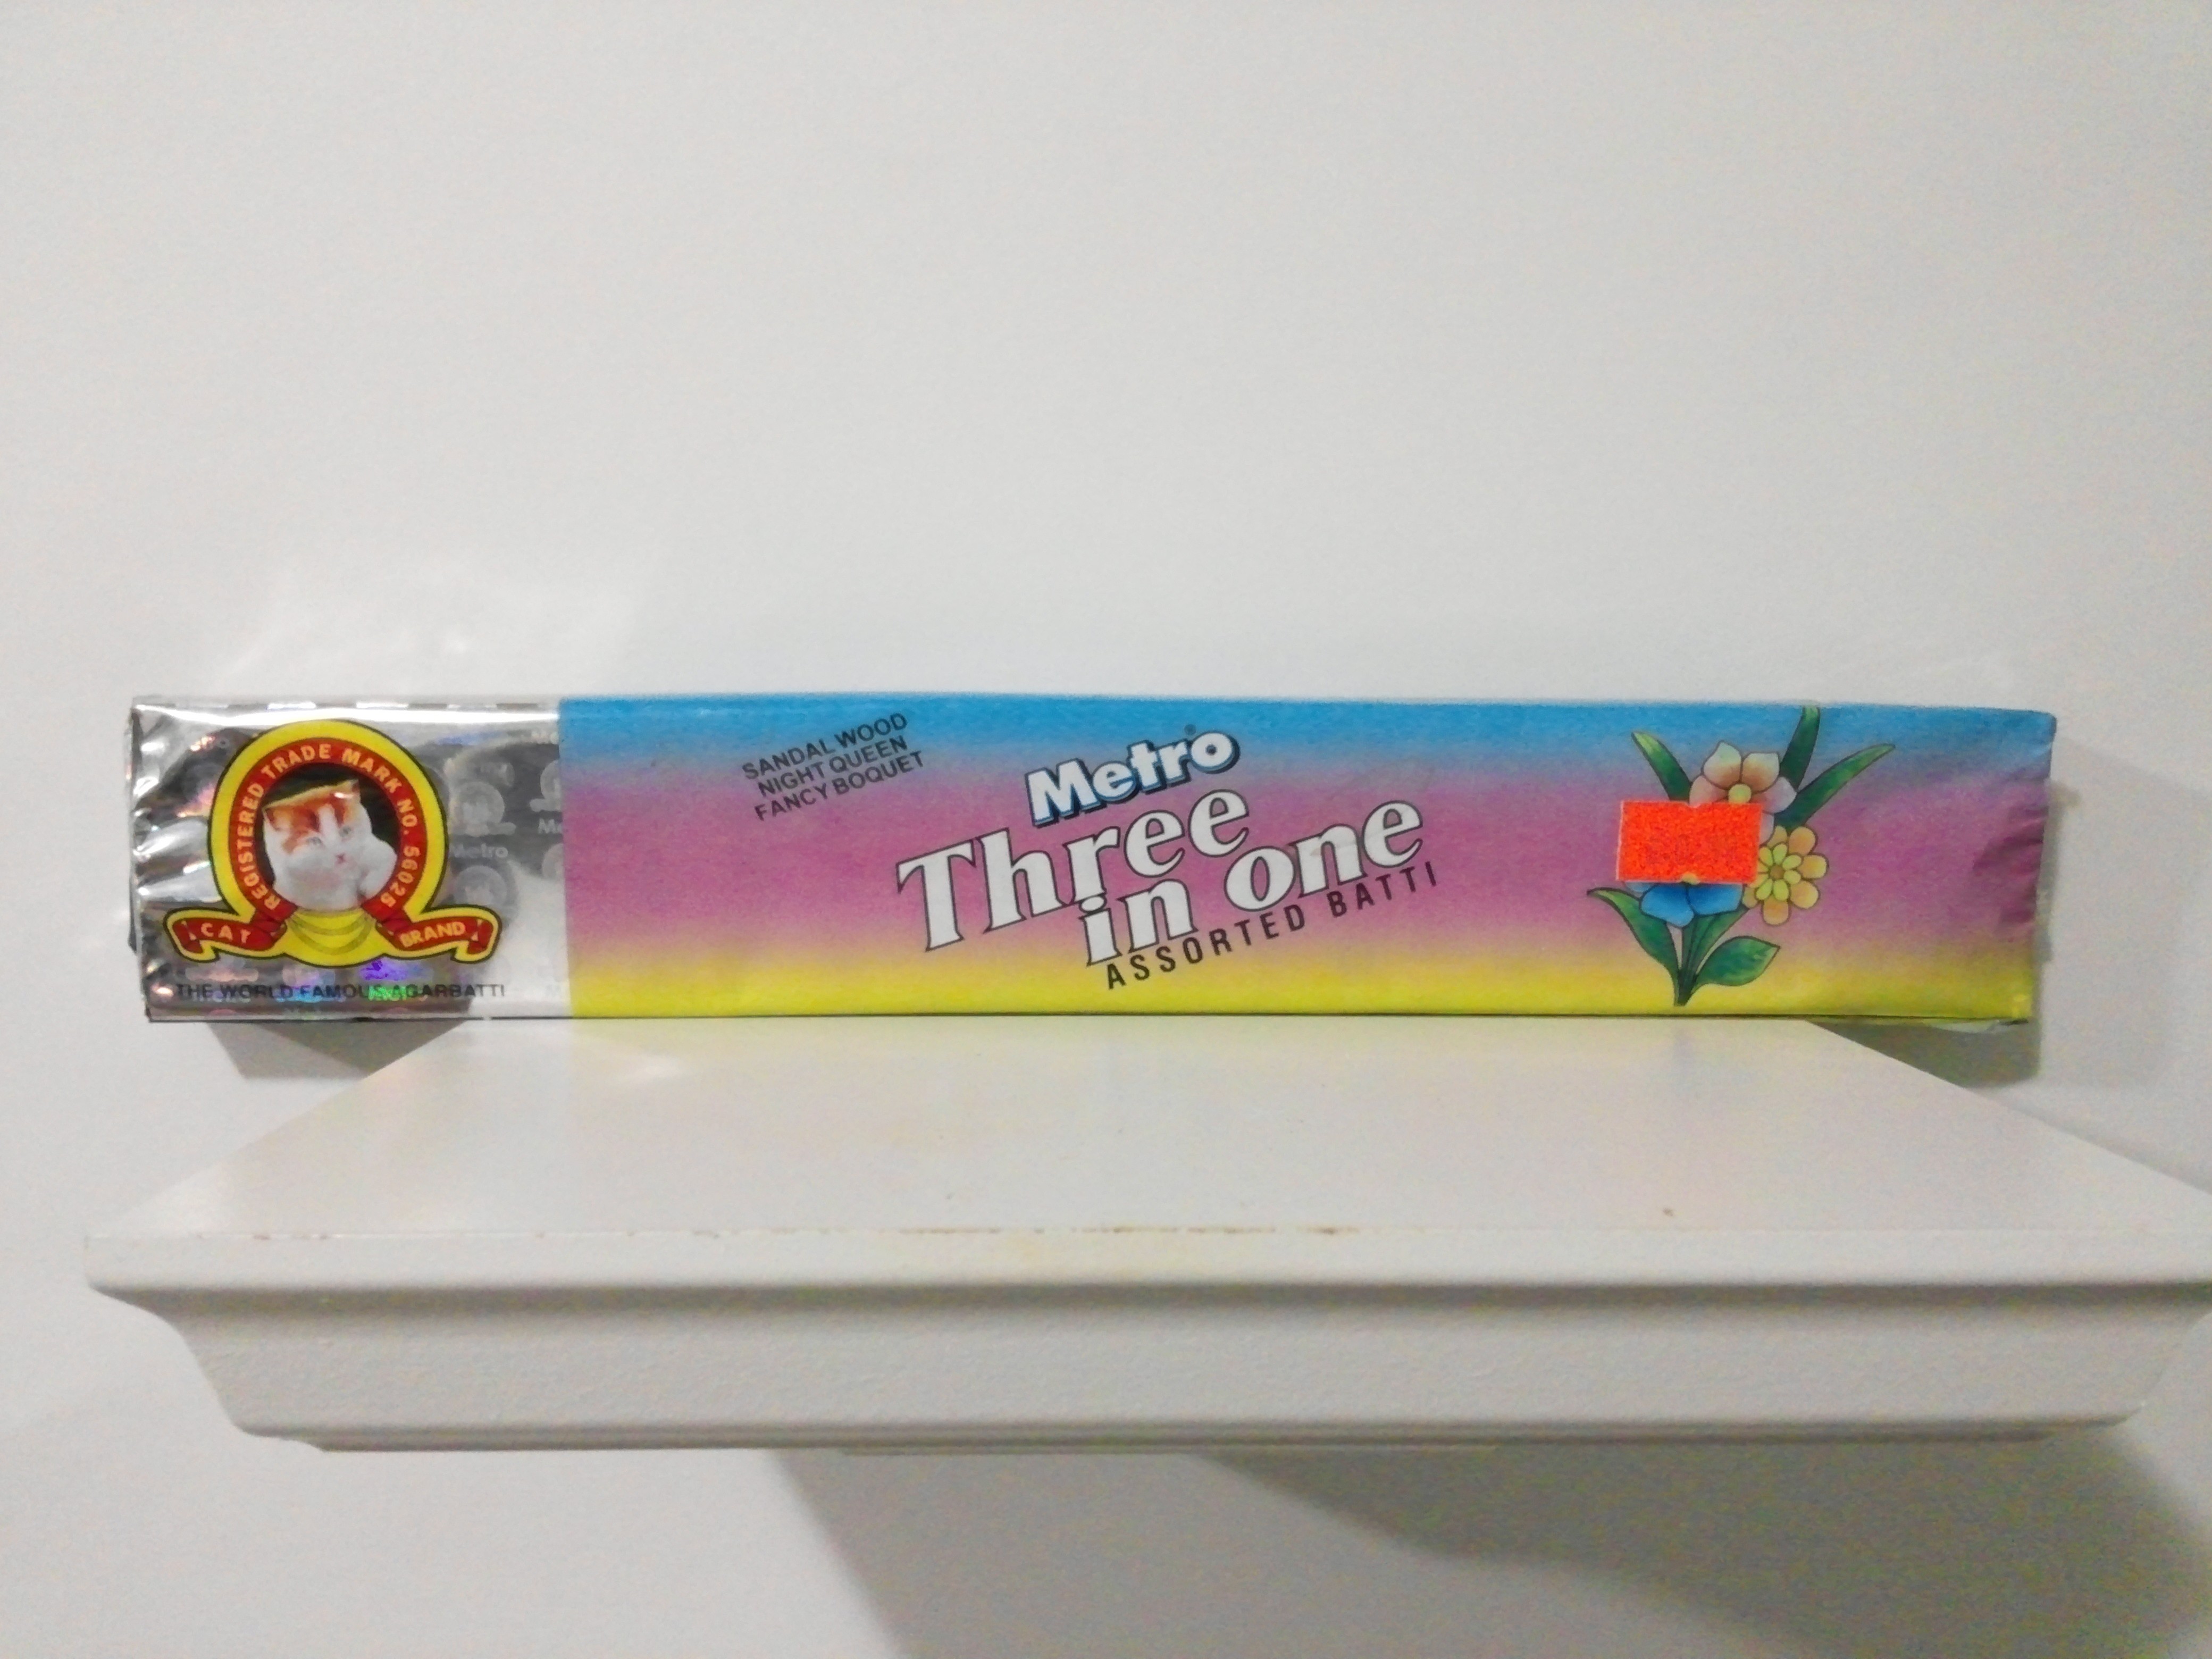 REGISTERED TRADE MARK NO. 56025
CAT BRAND
THE WORLD FAMOUS AGARBATTI
Metro
SANDAL WOOD
NIGHT QUEEN
FANCY BOQUET
Metro®
Three
in one
ASSORTED BATTI